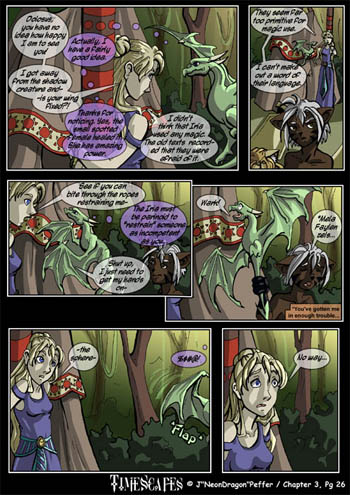 Dolosus,
you have no
idea how happy
I am to see
you
Actually, I
have a fairly
good idea.
I got away
from the shadow
creature and-
-is your wing
Fixed?!
Thanks for
noticing. Yes, the
small spotted
female healed it.
She has amazing
power.
I didn't
think that Iria
used any magic.
The old texts record-
ed that they were
afraid of it.
They seem far
too primitive for
magic use.
I can't make
out a word of
their language.
See if you can
bite through the ropes
restraining me-
The Iria must
be paranoid to
"restrain" someone
as incompetent
as you.
Shut up,
I just need to
get my hands
on-
Wark!
"Mela
Faylen
zeis...
"You've gotten me
in enough trouble...
-the
sphere-
%$$@!
*Flap*
No way...
TimeScapes © J"NeonDragon"Peffer / Chapter 3, Pg 26